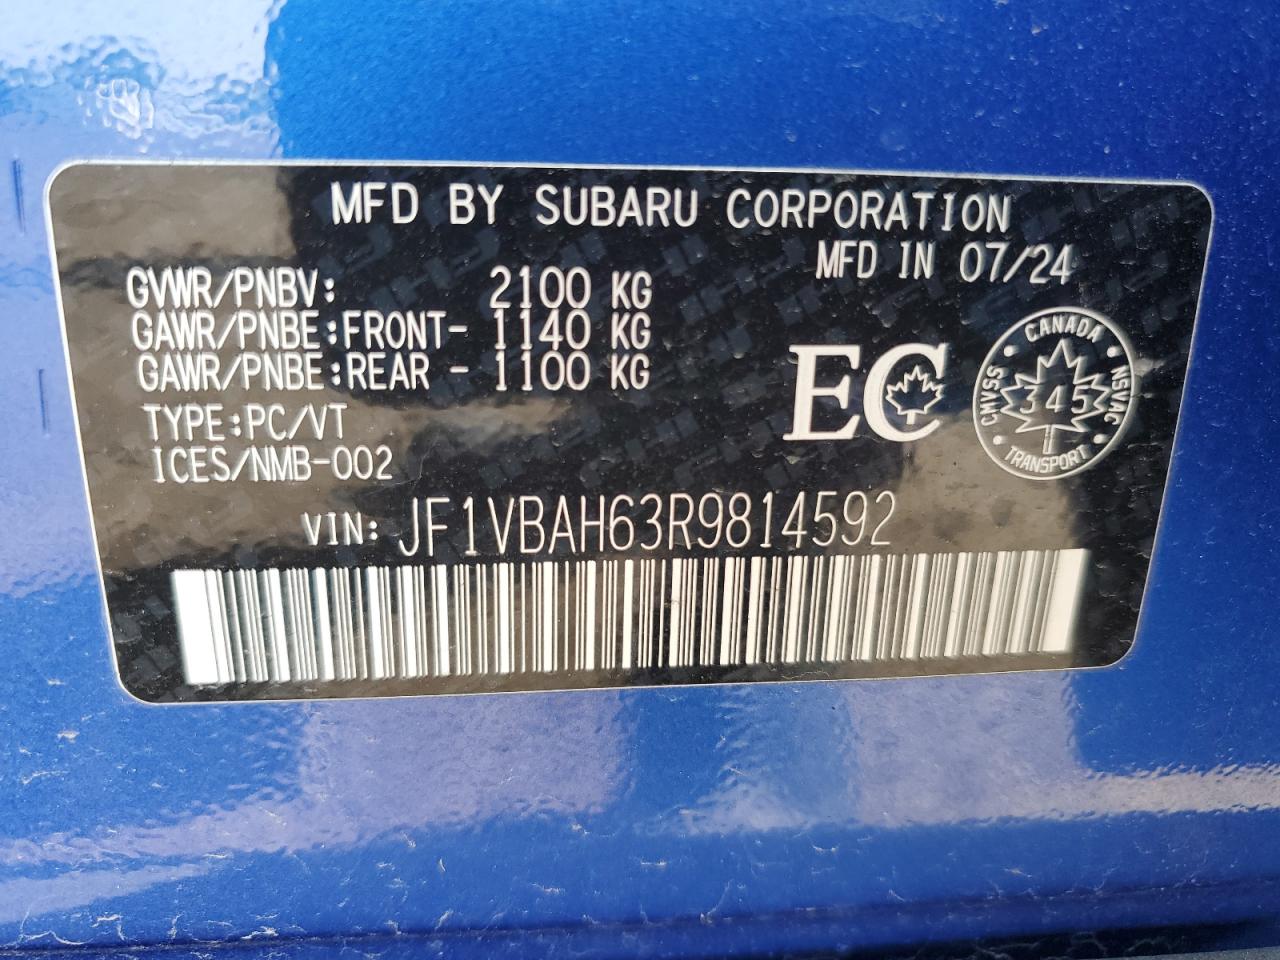 MFD BY SUBARU CORPORATION
MFD IN 07/24
GVWR/PNBV: 2100 KG
GAWR/PNBE:FRONT- 1140 KG
GAWR/PNBE:REAR - 1100 KG
TYPE:PC/VT
ICES/NMB-002
EC
CANADA
CMVSS
345
NSVAC
TRANSPORT
VIN: JF1VBAH63R9814592